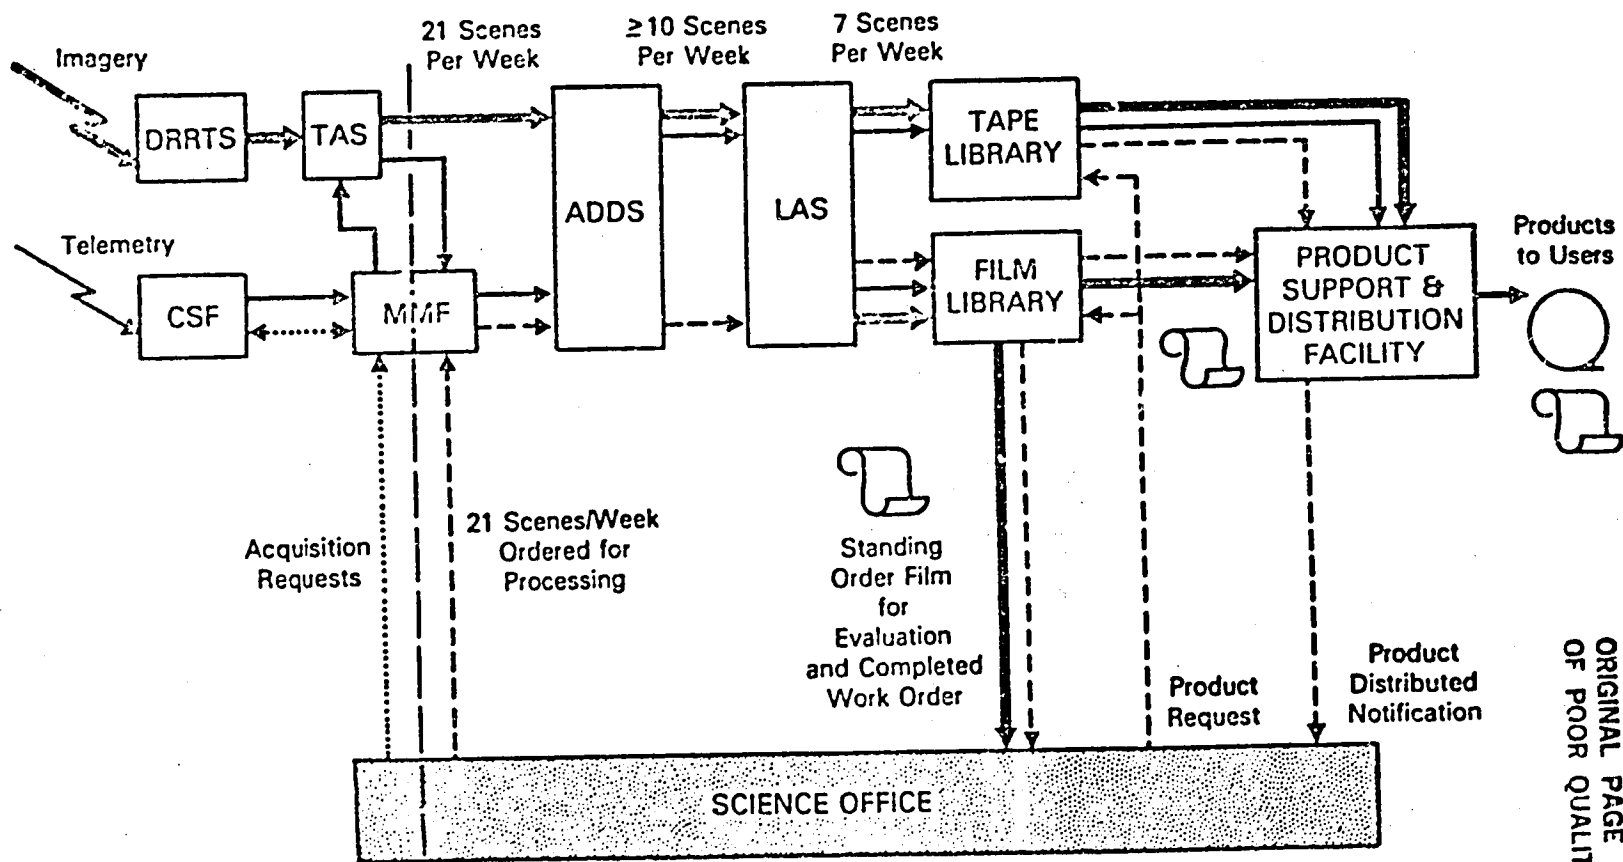 21 Scenes
Per Week
≥10 Scenes
Per Week
7 Scenes
Per Week
Imagery
DRRTS
TAS
ADDS
LAS
TAPE
LIBRARY
Telemetry
CSF
MMF
FILM
LIBRARY
PRODUCT
SUPPORT &
DISTRIBUTION
FACILITY
Products
to Users
Acquisition
Requests
21 Scenes/Week
Ordered for
Processing
Standing
Order Film
for
Evaluation
and Completed
Work Order
Product
Request
Product
Distributed
Notification
SCIENCE OFFICE
ORIGINAL PAGE
OF POOR QUALIT